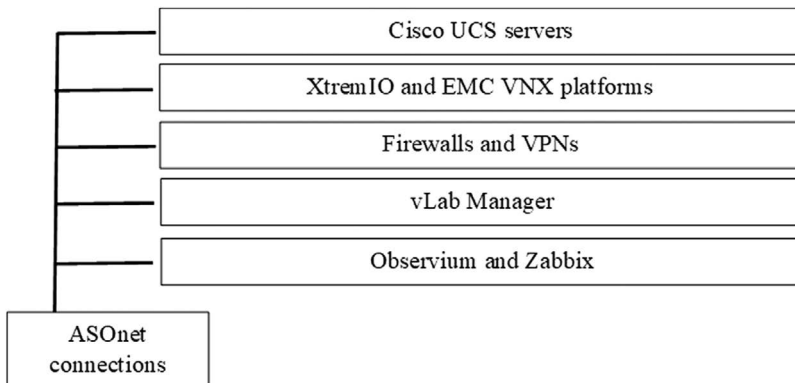 Cisco UCS servers
XtremIO and EMC VNX platforms
Firewalls and VPNs
vLab Manager
Observium and Zabbix
ASOnet
connections